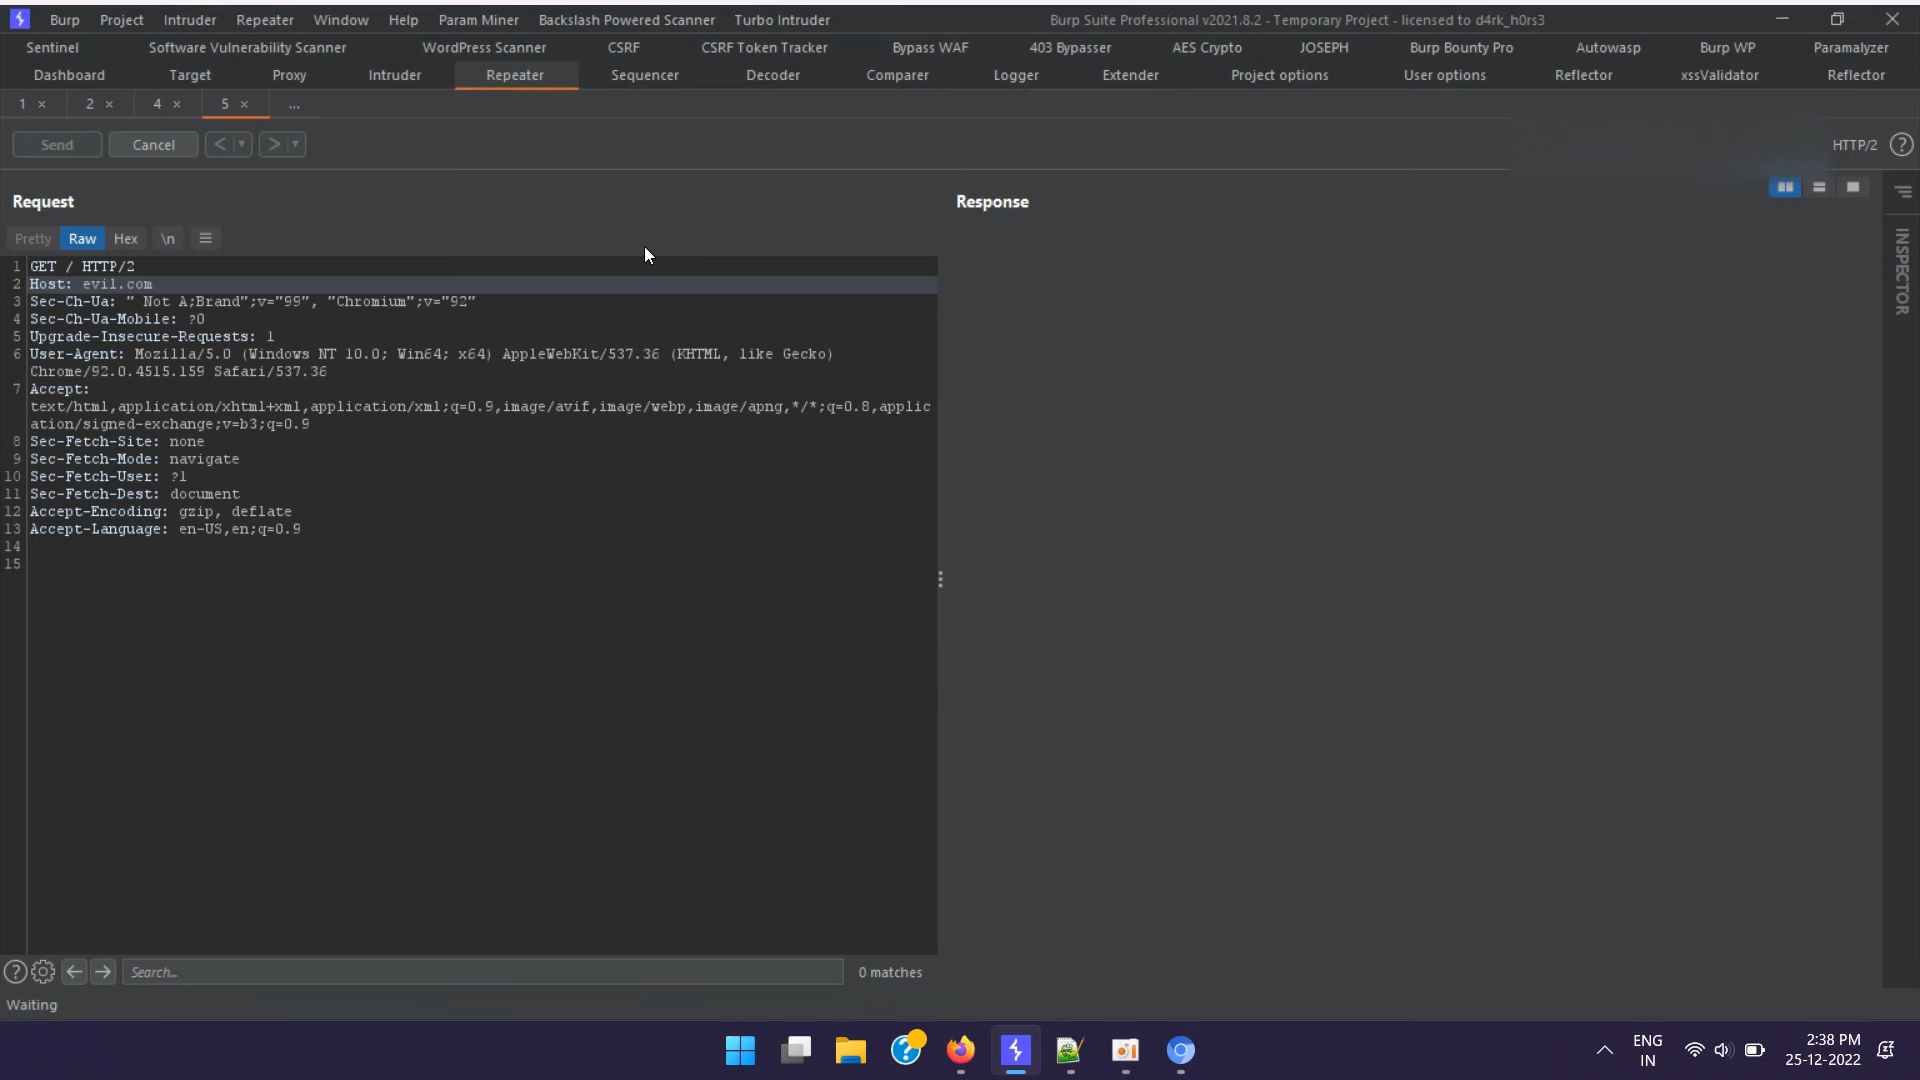 Burp Project Intruder Repeater Window Help Param Miner Backslash Powered Scanner Turbo Intruder Burp Suite Professional v2021.8.2 - Temporary Project - licensed to d4rk_h0rs3
Sentinel Software Vulnerability Scanner WordPress Scanner CSRF CSRF Token Tracker Bypass WAF 403 Bypasser AES Crypto JOSEPH Burp Bounty Pro Autowasp Burp WP Paramalyzer
Dashboard Target Proxy Intruder Repeater Sequencer Decoder Comparer Logger Extender Project options User options Reflector xssValidator Reflector
1 × 2 × 4 × 5 × ...
Send Cancel < > HTTP/2 ?
Request
Response
Pretty Raw Hex \n
INSPECTOR
1 GET / HTTP/2
2 Host: evil.com
3 Sec-Ch-Ua: " Not A;Brand";v="99", "Chromium";v="92"
4 Sec-Ch-Ua-Mobile: ?0
5 Upgrade-Insecure-Requests: 1
6 User-Agent: Mozilla/5.0 (Windows NT 10.0; Win64; x64) AppleWebKit/537.36 (KHTML, like Gecko)
Chrome/92.0.4515.159 Safari/537.36
7 Accept:
text/html,application/xhtml+xml,application/xml;q=0.9,image/avif,image/webp,image/apng,*/*;q=0.8,applic
ation/signed-exchange;v=b3;q=0.9
8 Sec-Fetch-Site: none
9 Sec-Fetch-Mode: navigate
10 Sec-Fetch-User: ?1
11 Sec-Fetch-Dest: document
12 Accept-Encoding: gzip, deflate
13 Accept-Language: en-US,en;q=0.9
14
15
? Search... 0 matches
Waiting
ENG
IN
2:38 PM
25-12-2022